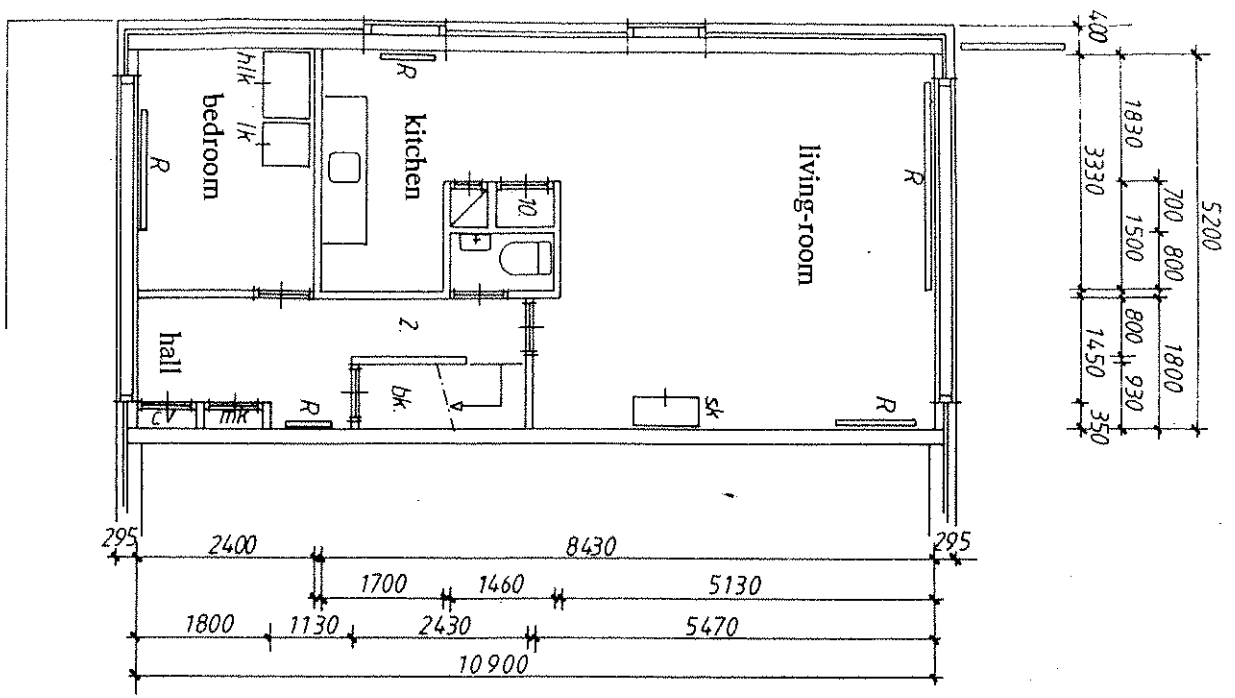 hlk
lk
bedroom
R
R
kitchen
living-room
R
10.
2.
hall
cv
mk
R
bk.
sk
R
400
1830
3330
700
1500
800
5200
800
1450
930
1800
350
295
2400
8430
295
1700
1460
5130
1800
1130
2430
5470
10900